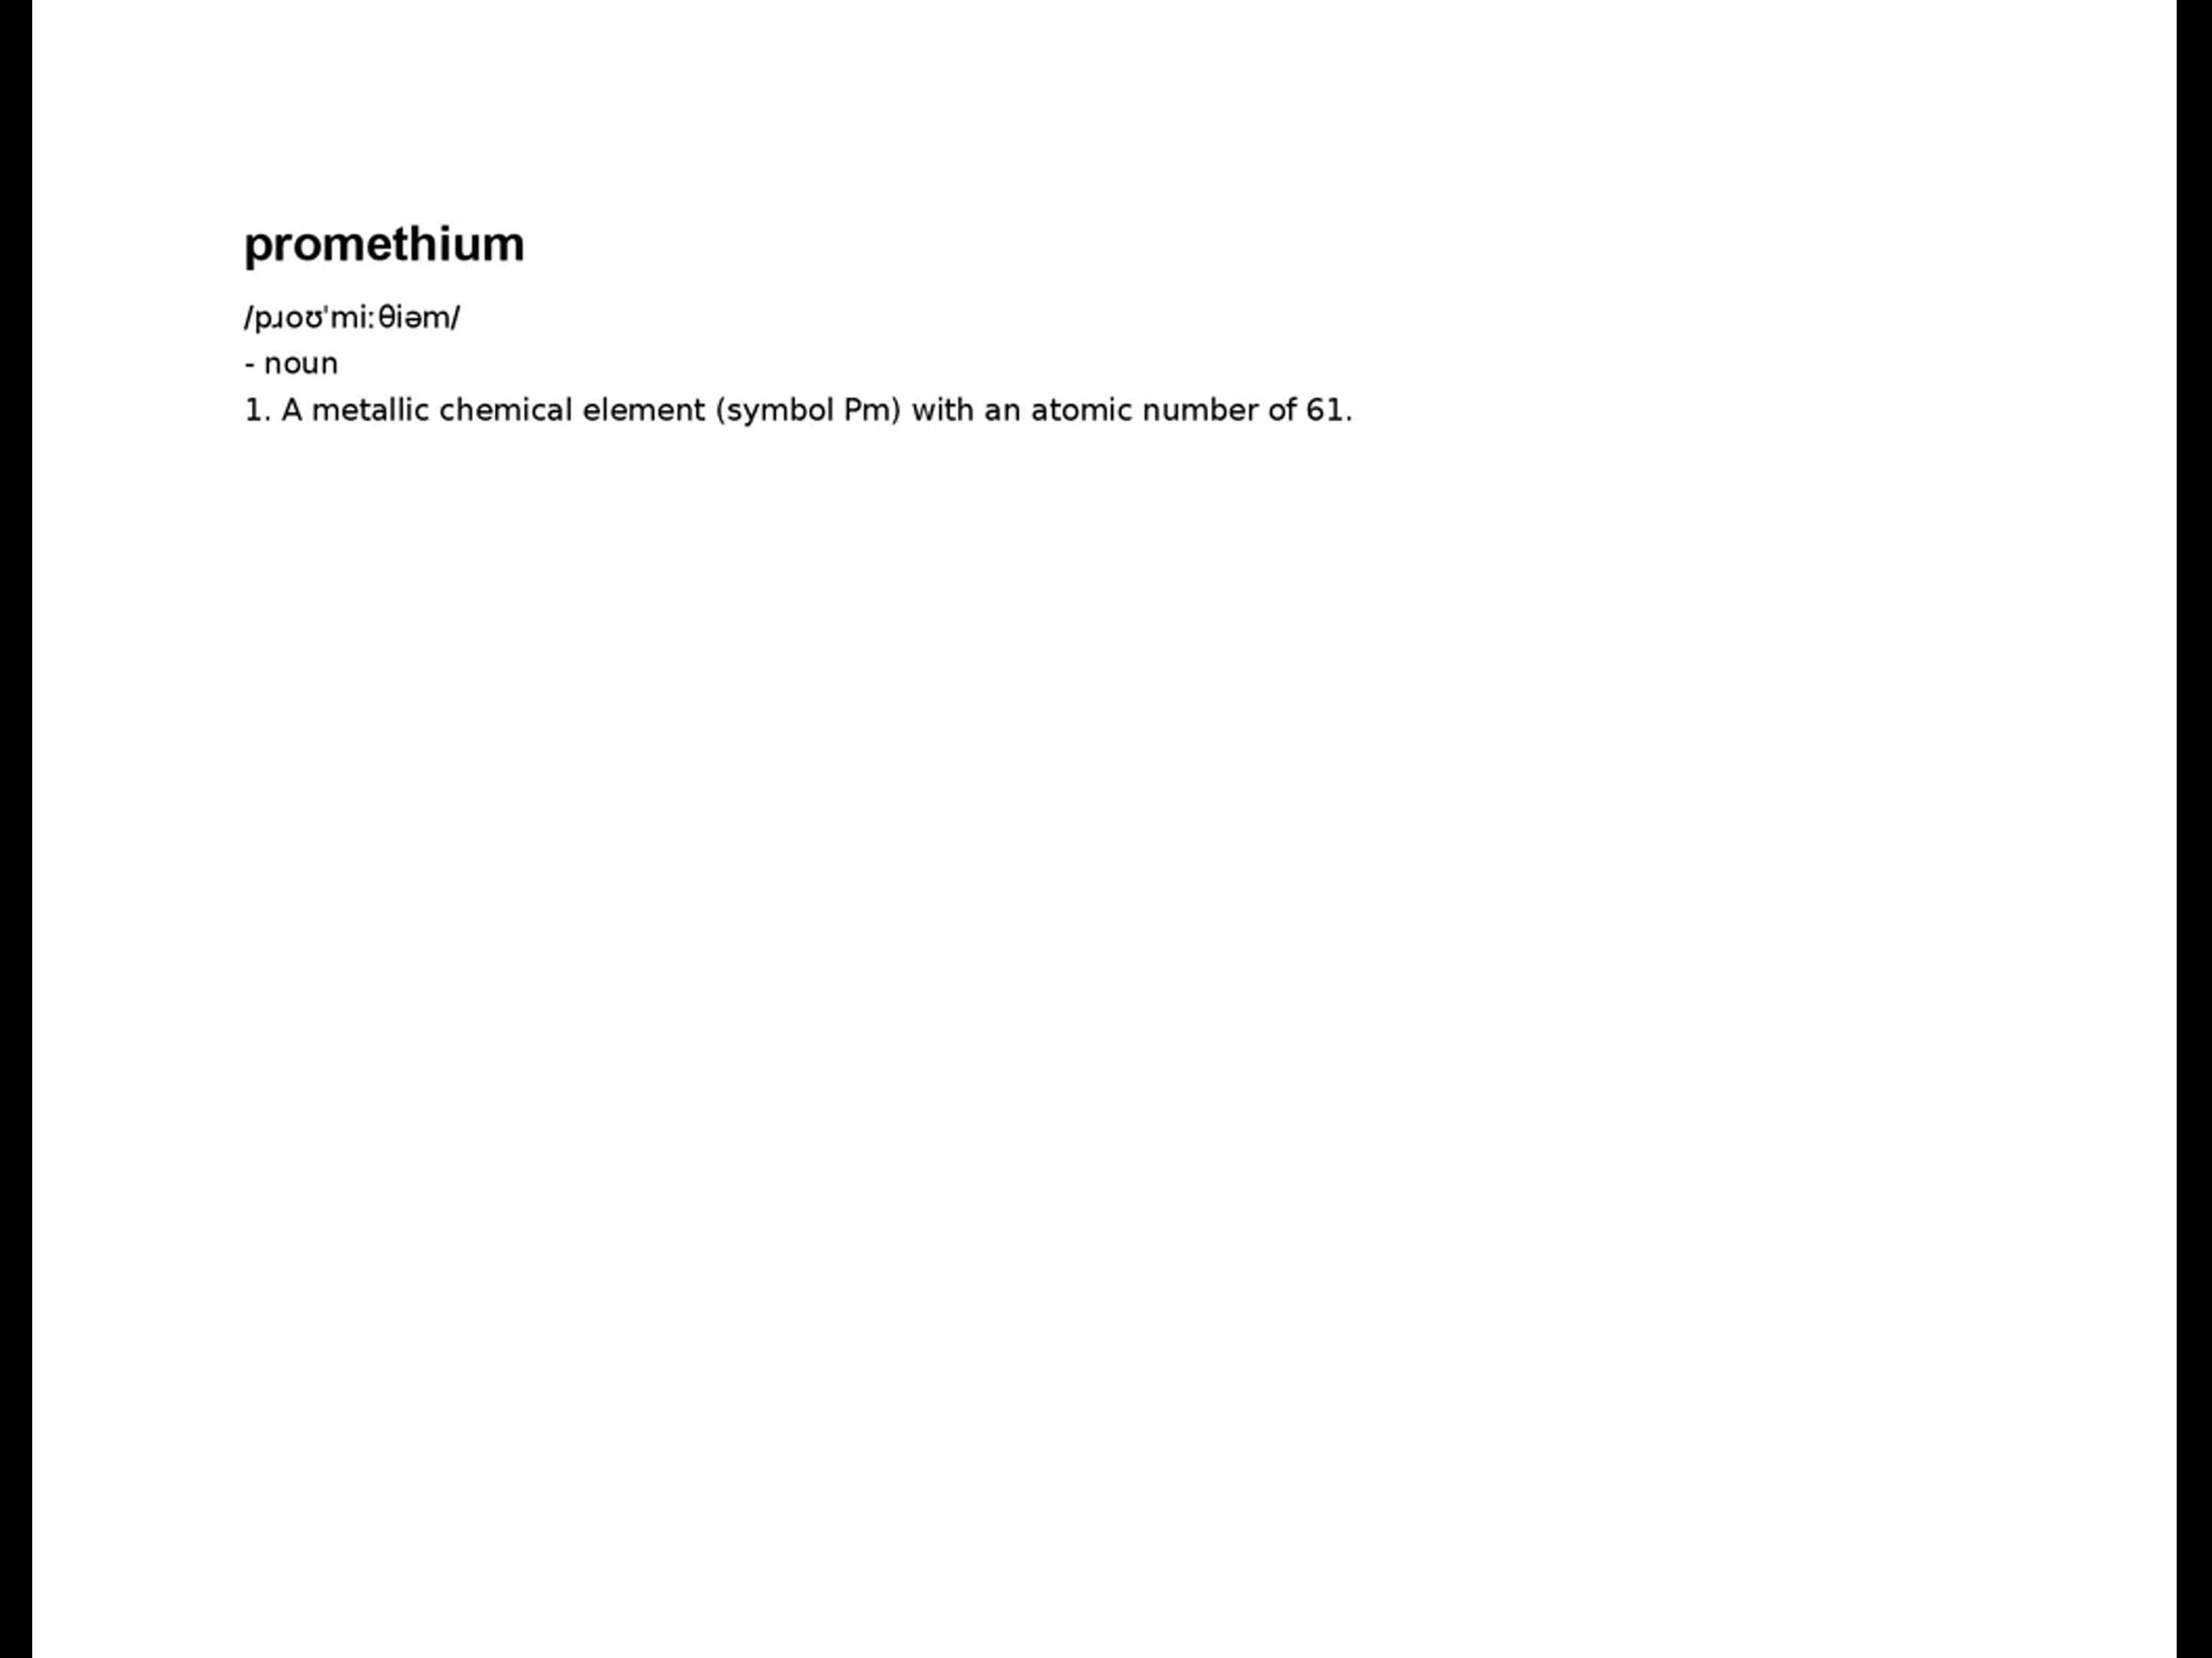 promethium
/pɹoʊˈmiːθiəm/
- noun
1. A metallic chemical element (symbol Pm) with an atomic number of 61.